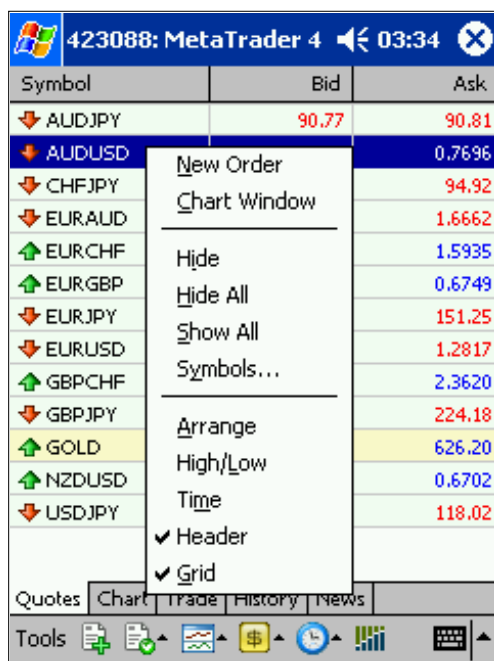 423088: MetaTrader 4 03:34
Symbol Bid Ask
AUDJPY 90.77 90.81
AUDUSD 0.7696
CHFJPY 94.92
EURAUD 1.6662
EURCHF 1.5935
EURGBP 0.6749
EURJPY 151.25
EURUSD 1.2817
GBPCHF 2.3620
GBPJPY 224.18
GOLD 626.20
NZDUSD 0.6702
USDJPY 118.02
New Order
Chart Window
Hide
Hide All
Show All
Symbols...
Arrange
High/Low
Time
Header
Grid
Quotes Chart Trade History News
Tools $